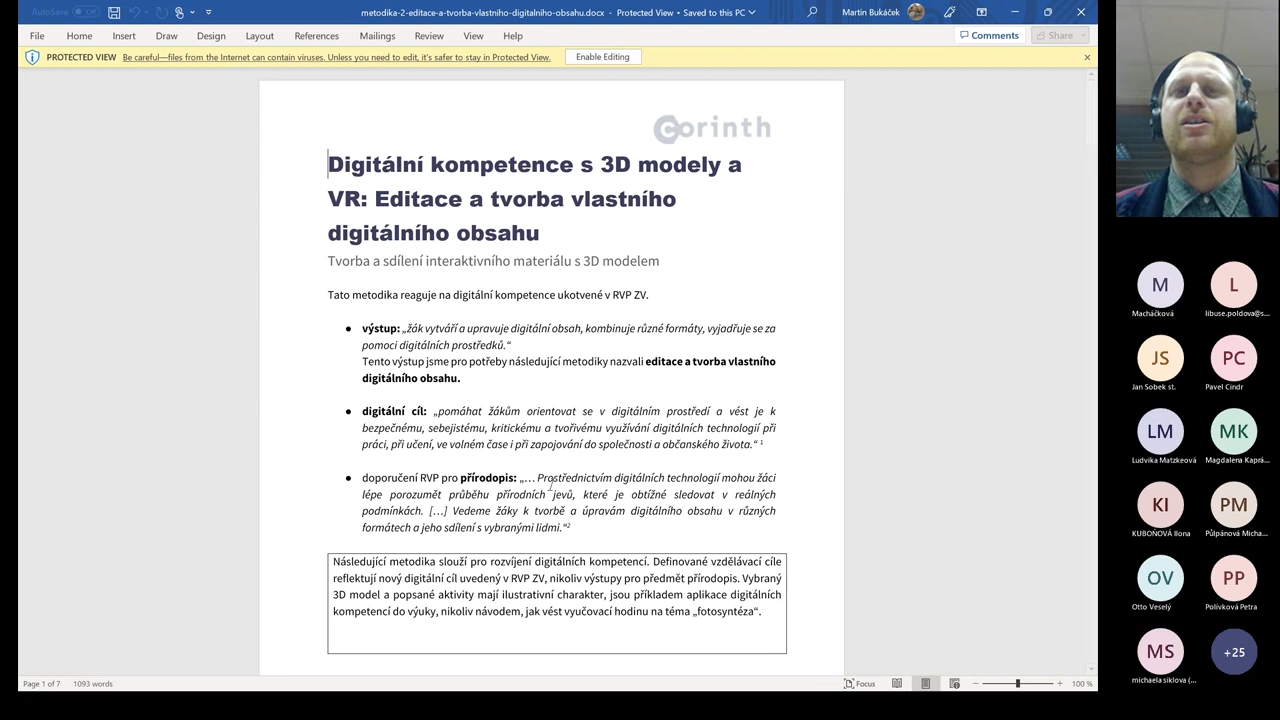 AutoSave
Off
metodika-2-editace-a-tvorba-vlastniho-digitalniho-obsahu.docx - Protected View • Saved to this PC
Martin Bukáček
File Home Insert Draw Design Layout References Mailings Review View Help
Comments
Share
PROTECTED VIEW Be careful—files from the Internet can contain viruses. Unless you need to edit, it's safer to stay in Protected View.
Enable Editing
Corinth
Digitální kompetence s 3D modely a
VR: Editace a tvorba vlastního
digitálního obsahu
Tvorba a sdílení interaktivního materiálu s 3D modelem
Tato metodika reaguje na digitální kompetence ukotvené v RVP ZV.
● výstup: „žák vytváří a upravuje digitální obsah, kombinuje různé formáty, vyjadřuje se za
pomoci digitálních prostředků.“
Tento výstup jsme pro potřeby následující metodiky nazvali editace a tvorba vlastního
digitálního obsahu.
● digitální cíl: „pomáhat žákům orientovat se v digitálním prostředí a vést je k
bezpečnému, sebejistému, kritickému a tvořivému využívání digitálních technologií při
práci, při učení, ve volném čase i při zapojování do společnosti a občanského života.“ 1
● doporučení RVP pro přírodopis: „… Prostřednictvím digitálních technologií mohou žáci
lépe porozumět průběhu přírodních jevů, které je obtížné sledovat v reálných
podmínkách. […] Vedeme žáky k tvorbě a úpravám digitálního obsahu v různých
formátech a jeho sdílení s vybranými lidmi.“2
Následující metodika slouží pro rozvíjení digitálních kompetencí. Definované vzdělávací cíle
reflektují nový digitální cíl uvedený v RVP ZV, nikoliv výstupy pro předmět přírodopis. Vybraný
3D model a popsané aktivity mají ilustrativní charakter, jsou příkladem aplikace digitálních
kompetencí do výuky, nikoliv návodem, jak vést vyučovací hodinu na téma „fotosyntéza“.
Page 1 of 7 1093 words
Focus
100 %
M L
Macháčková libuse.poldova@s...
JS PC
Jan Sobek st. Pavel Cindr
LM MK
Ludvika Matzkeová Magdalena Kaprá...
KI PM
KUBOŇOVÁ Ilona Půlpánová Micha...
OV PP
Otto Veselý Polívková Petra
MS +25
michaela siklova (...